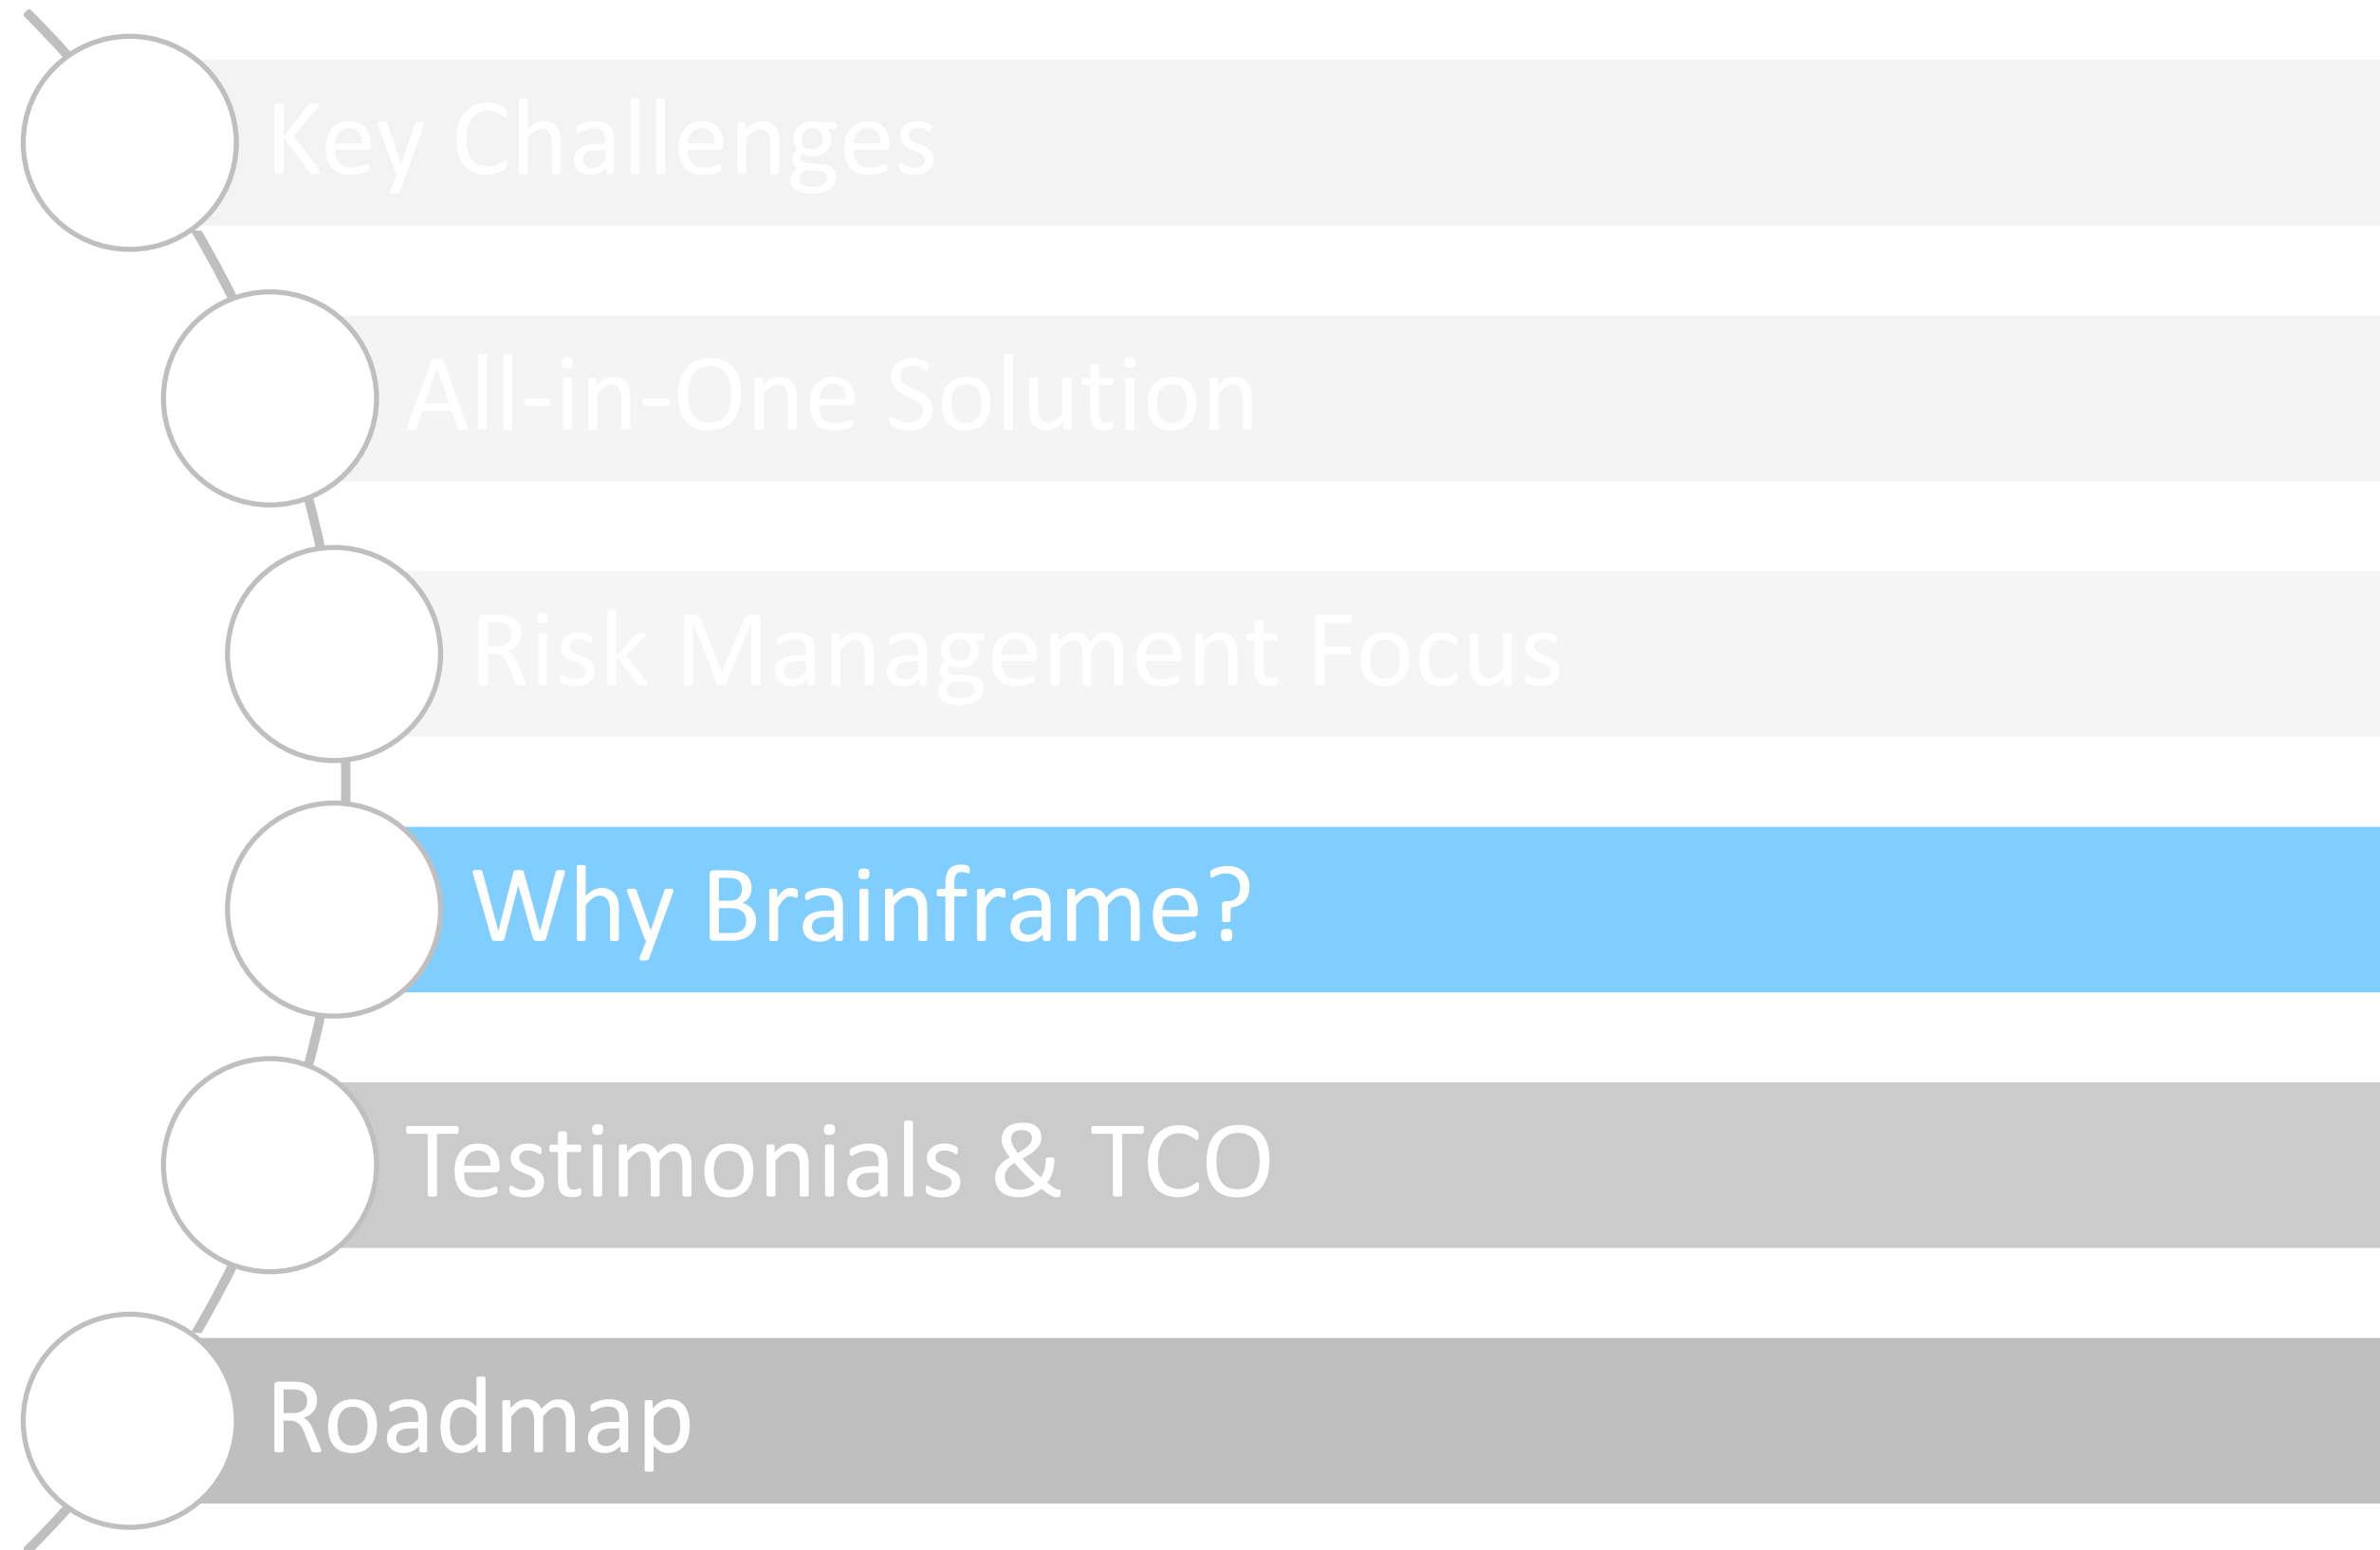 Key Challenges
All-in-One Solution
Risk Management Focus
Why Brainframe?
Testimonials & TCO
Roadmap